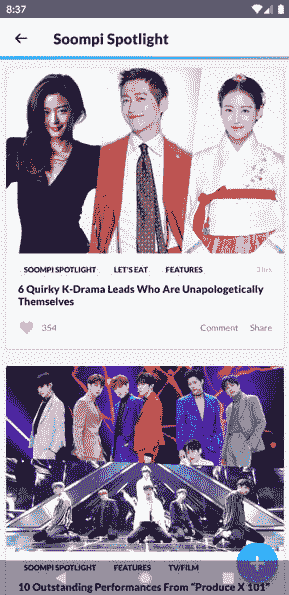 8:37
Soompi Spotlight
SOOMPI SPOTLIGHT LET'S EAT FEATURES 3 hrs
6 Quirky K-Drama Leads Who Are Unapologetically
Themselves
354 Comment Share
SOOMPI SPOTLIGHT FEATURES TV/FILM
10 Outstanding Performances From "Produce X 101"